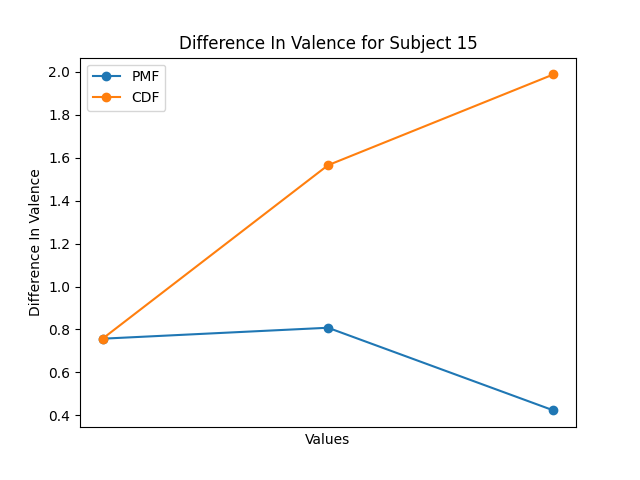 Difference In Valence for Subject 15
PMF
CDF
2.0
1.8
1.6
1.4
1.2
1.0
0.8
0.6
0.4
Difference In Valence
Values